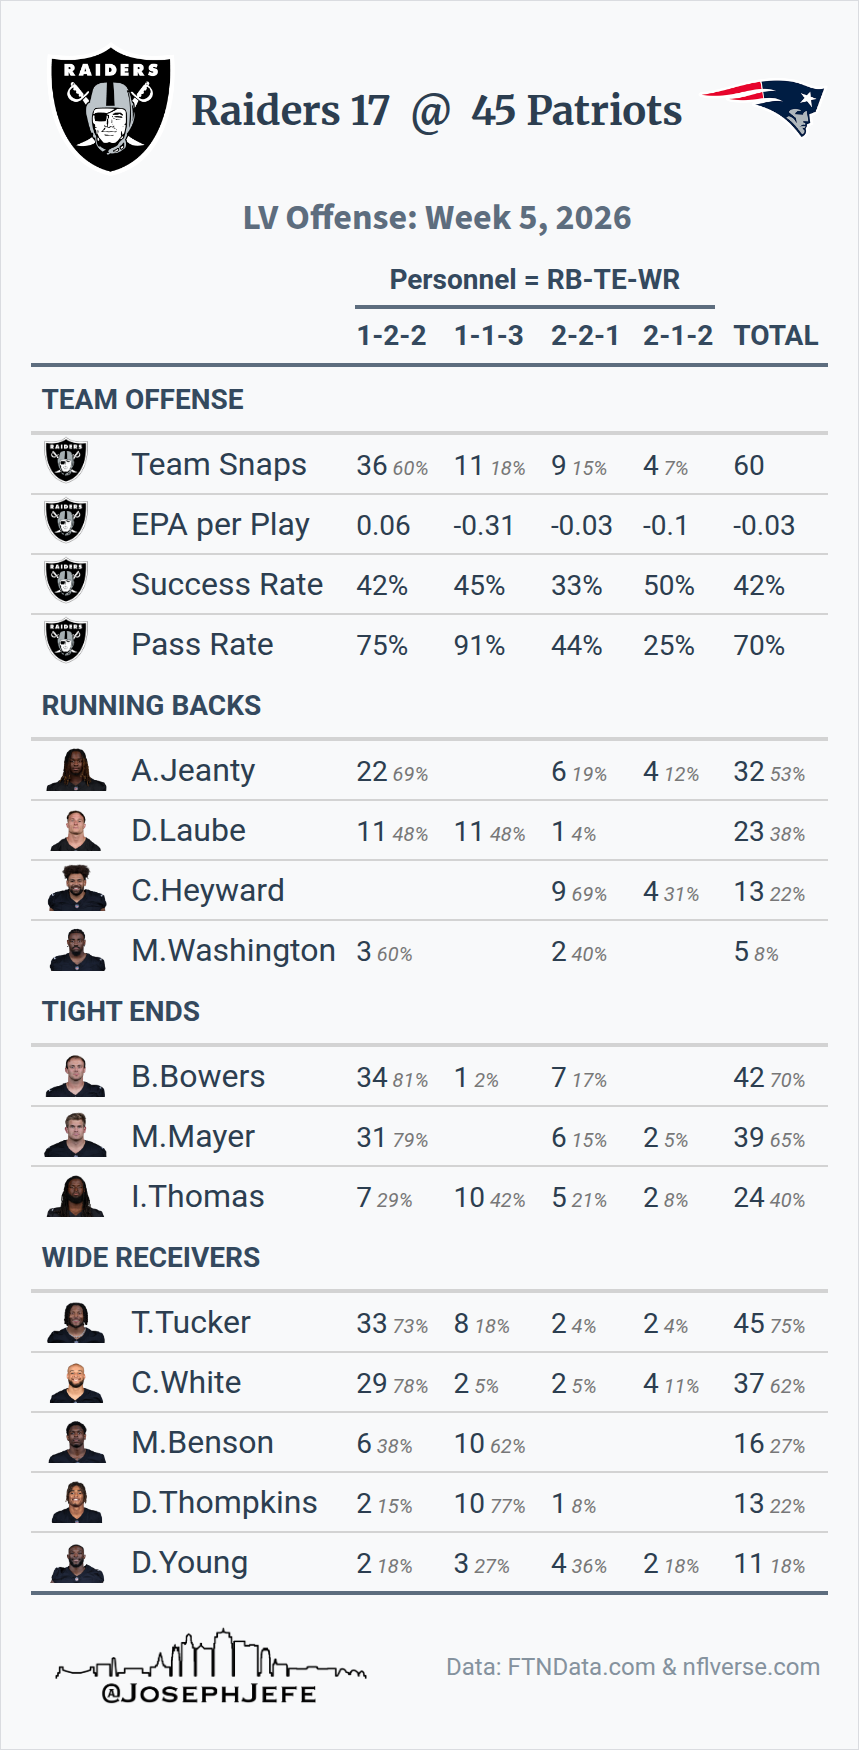 RAIDERS
Raiders 17 @ 45 Patriots
LV Offense: Week 5, 2026
Personnel = RB-TE-WR
1-2-2 1-1-3 2-2-1 2-1-2 TOTAL
TEAM OFFENSE
RAIDERS Team Snaps 36 60% 11 18% 9 15% 4 7% 60
RAIDERS EPA per Play 0.06 -0.31 -0.03 -0.1 -0.03
RAIDERS Success Rate 42% 45% 33% 50% 42%
RAIDERS Pass Rate 75% 91% 44% 25% 70%
RUNNING BACKS
A.Jeanty 22 69% 6 19% 4 12% 32 53%
D.Laube 11 48% 11 48% 1 4% 23 38%
C.Heyward 9 69% 4 31% 13 22%
M.Washington 3 60% 2 40% 5 8%
TIGHT ENDS
B.Bowers 34 81% 1 2% 7 17% 42 70%
M.Mayer 31 79% 6 15% 2 5% 39 65%
I.Thomas 7 29% 10 42% 5 21% 2 8% 24 40%
WIDE RECEIVERS
T.Tucker 33 73% 8 18% 2 4% 2 4% 45 75%
C.White 29 78% 2 5% 2 5% 4 11% 37 62%
M.Benson 6 38% 10 62% 16 27%
D.Thompkins 2 15% 10 77% 1 8% 13 22%
D.Young 2 18% 3 27% 4 36% 2 18% 11 18%
@JOSEPHJEFE
Data: FTNData.com & nflverse.com